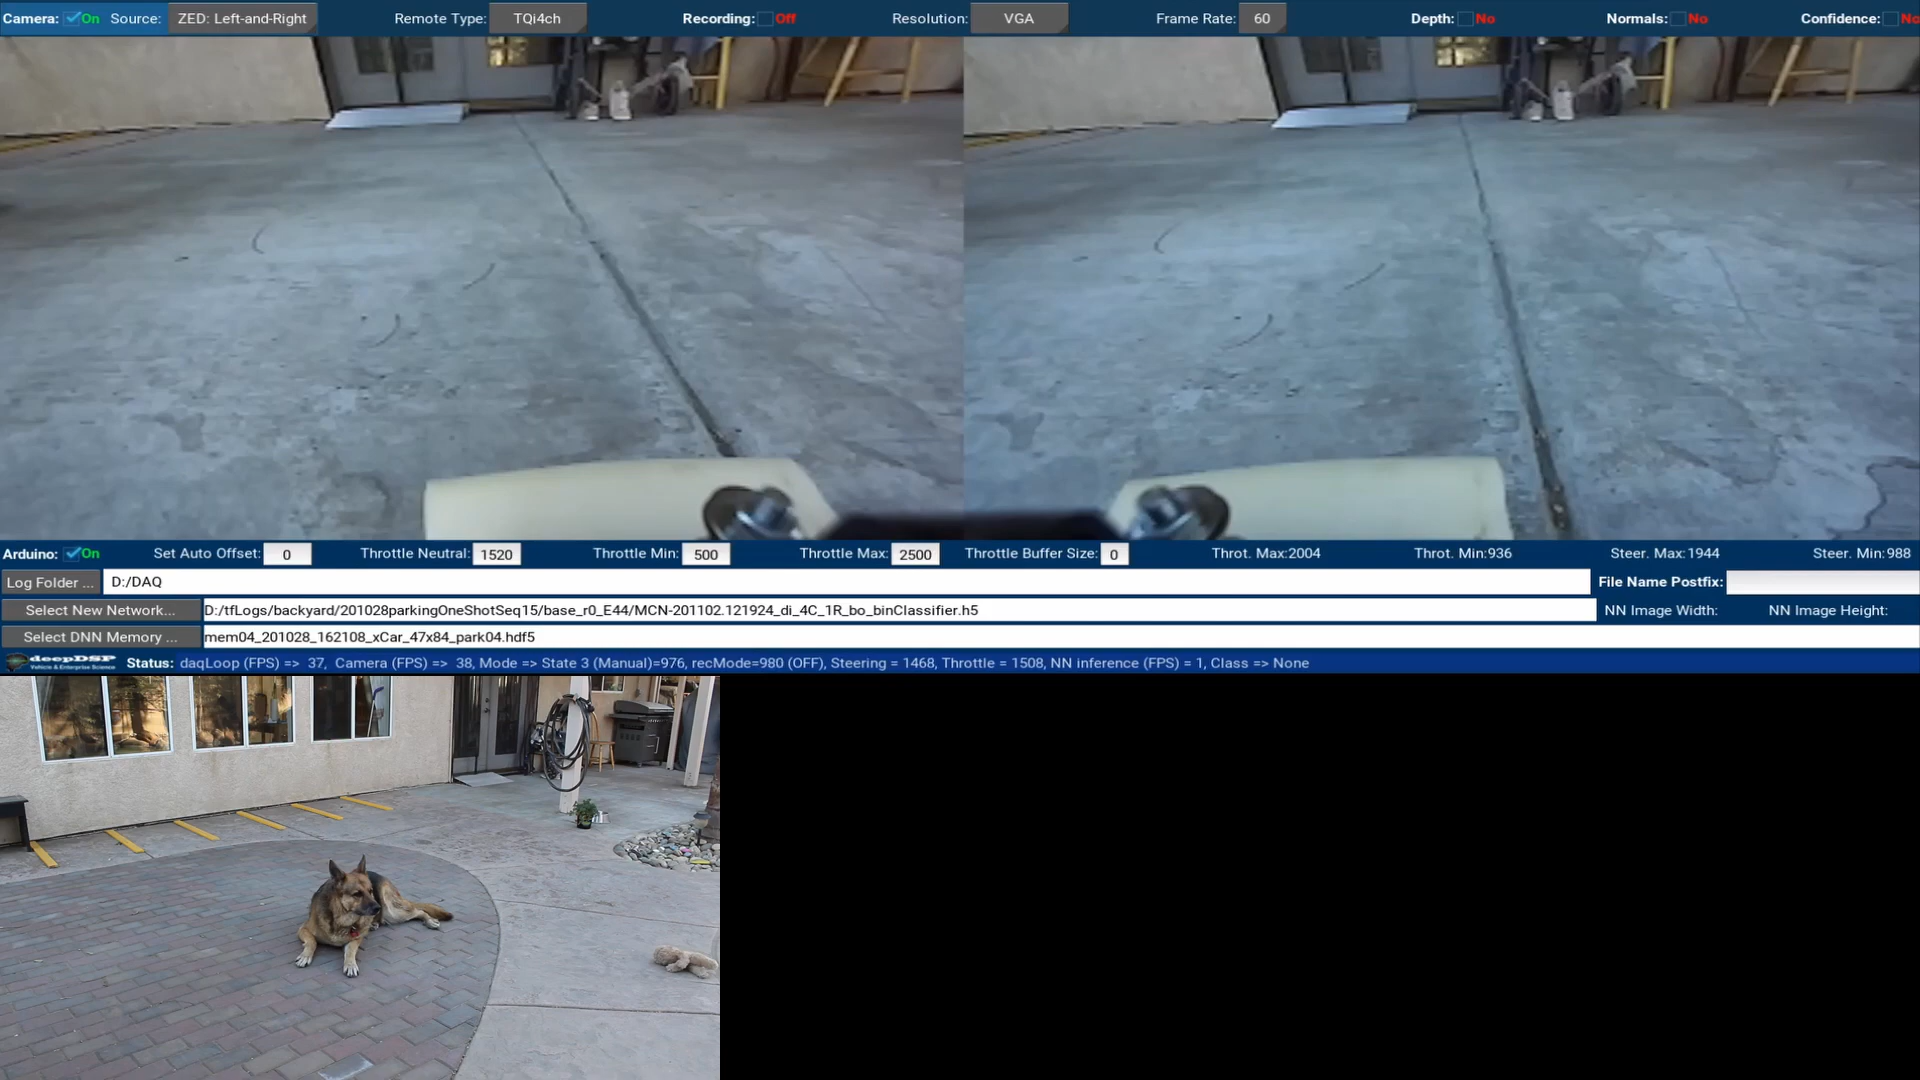 Camera: On Source: ZED: Left-and-Right Remote Type: TQi4ch Recording: Off Resolution: VGA Frame Rate: 60 Depth: No Normals: No Confidence: No
Arduino: On Set Auto Offset: 0 Throttle Neutral: 1520 Throttle Min: 500 Throttle Max: 2500 Throttle Buffer Size: 0 Throt. Max:2004 Throt. Min:936 Steer. Max:1944 Steer. Min:988
Log Folder ... D:/DAQ File Name Postfix:
Select New Network... D:/tfLogs/backyard/201028parkingOneShotSeq15/base_r0_E44/MCN-201102.121924_di_4C_1R_bo_binClassifier.h5 NN Image Width: NN Image Height:
Select DNN Memory ... mem04_201028_162108_xCar_47x84_park04.hdf5
deepDSP Vehicle & Enterprise Science Status: daqLoop (FPS) => 37, Camera (FPS) => 38, Mode => State 3 (Manual)=976, recMode=980 (OFF), Steering = 1468, Throttle = 1508, NN inference (FPS) = 1, Class => None